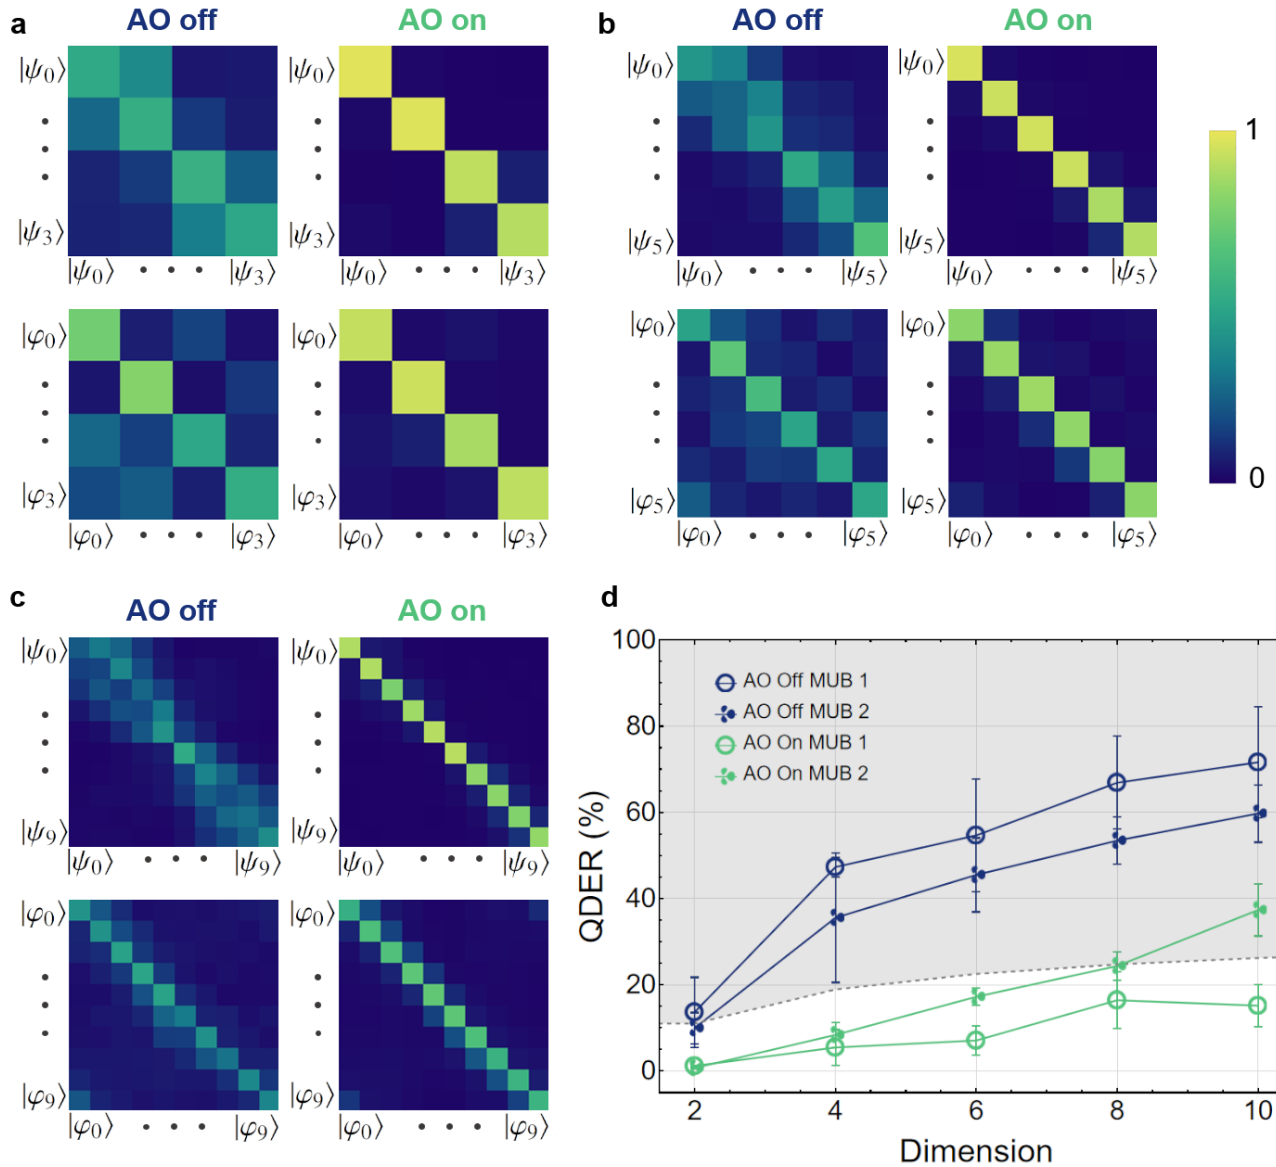 a
AO off
AO on
|ψ0⟩
|ψ3⟩
|ψ0⟩ • • • |ψ3⟩
|ψ0⟩
|ψ3⟩
|ψ0⟩ • • • |ψ3⟩
|φ0⟩
|φ3⟩
|φ0⟩ • • • |φ3⟩
|φ0⟩
|φ3⟩
|φ0⟩ • • • |φ3⟩
b
AO off
AO on
|ψ0⟩
|ψ5⟩
|ψ0⟩ • • • |ψ5⟩
|ψ0⟩
|ψ5⟩
|ψ0⟩ • • • |ψ5⟩
|φ0⟩
|φ5⟩
|φ0⟩ • • • |φ5⟩
|φ0⟩
|φ5⟩
|φ0⟩ • • • |φ5⟩
1
0
c
AO off
AO on
|ψ0⟩
|ψ9⟩
|ψ0⟩ • • • |ψ9⟩
|ψ0⟩
|ψ9⟩
|ψ0⟩ • • • |ψ9⟩
|φ0⟩
|φ9⟩
|φ0⟩ • • • |φ9⟩
|φ0⟩
|φ9⟩
|φ0⟩ • • • |φ9⟩
d
QDER (%)
100
80
60
40
20
0
AO Off MUB 1
AO Off MUB 2
AO On MUB 1
AO On MUB 2
2 4 6 8 10
Dimension